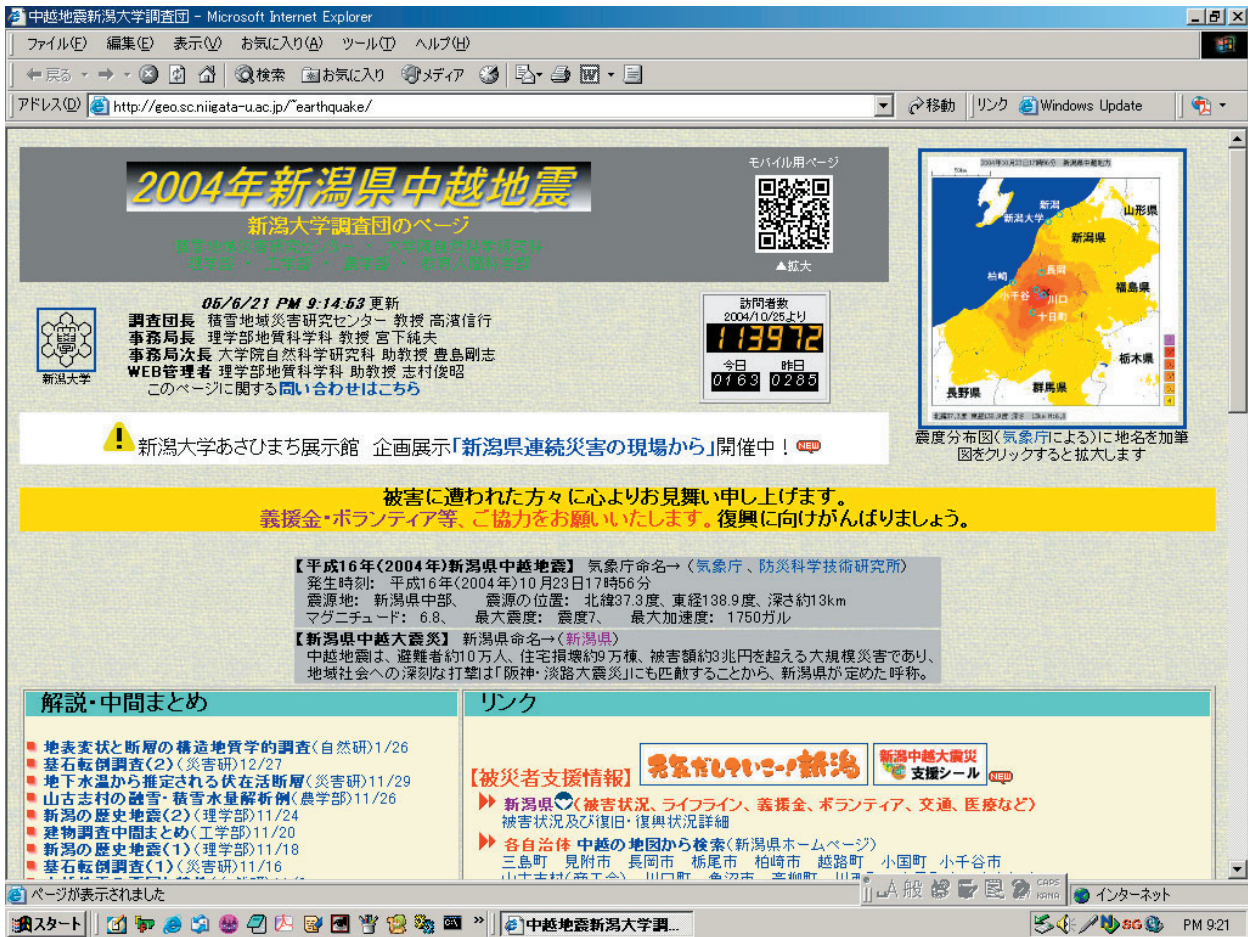 中越地震新潟大学調査団 - Microsoft Internet Explorer
ファイル(F) 編集(E) 表示(V) お気に入り(A) ツール(T) ヘルプ(H)
戻る 検索 お気に入り メディア
アドレス(D) http://geo.sc.niigata-u.ac.jp/~earthquake/ 移動 リンク Windows Update
2004年新潟県中越地震
新潟大学調査団のページ
モバイル用ページ
▲拡大
05/6/21 PM 9:14:53 更新
調査団長 積雪地域災害研究センター 教授 高濱信行
事務局長 理学部地質科学科 教授 宮下純夫
事務局次長 大学院自然科学研究科 助教授 豊島剛志
WEB管理者 理学部地質科学科 助教授 志村俊昭
このページに関する問い合わせはこちら
新潟大学
訪問者数
2004/10/25より
113972
今日 昨日
0163 0285
2004年10月23日17時56分 新潟県中越地方
50km
新潟
新潟大学
山形県
新潟県
柏崎
長岡
小千谷
川口
福島県
十日町
栃木県
長野県
群馬県
震度分布図(気象庁による)に地名を加筆
図をクリックすると拡大します
新潟大学あさひまち展示館 企画展示「新潟県連続災害の現場から」開催中！ NEW
被害に遭われた方々に心よりお見舞い申し上げます。
義援金・ボランティア等、ご協力をお願いいたします。復興に向けがんばりましょう。
【平成16年(2004年)新潟県中越地震】 気象庁命名→ (気象庁、防災科学技術研究所)
発生時刻: 平成16年(2004年)10月23日17時56分
震源地: 新潟県中部、 震源の位置: 北緯37.3度、東経138.9度、深さ約13km
マグニチュード: 6.8、 最大震度: 震度7、 最大加速度: 1750ガル
【新潟県中越大震災】 新潟県命名→(新潟県)
中越地震は、避難者約10万人、住宅損壊約9万棟、被害額約3兆円を超える大規模災害であり、
地域社会への深刻な打撃は「阪神・淡路大震災」にも匹敵することから、新潟県が定めた呼称。
解説・中間まとめ
地表変状と断層の構造地質学的調査(自然研)1/26
墓石転倒調査(2)(災害研)12/27
地下水温から推定される伏在活断層(災害研)11/29
山古志村の融雪・積雪水量解析例(農学部)11/26
新潟の歴史地震(2)(理学部)11/24
建物調査中間まとめ(工学部)11/20
新潟の歴史地震(1)(理学部)11/18
墓石転倒調査(1)(災害研)11/16
リンク
【被災者支援情報】 元気だしていこー！新潟 新潟中越大震災 支援シール NEW
新潟県(被害状況、ライフライン、義援金、ボランティア、交通、医療など)
被害状況及び復旧・復興状況詳細
各自治体 中越の地図から検索(新潟県ホームページ)
三島町 見附市 長岡市 栃尾市 柏崎市 越路町 小国町 小千谷市
ページが表示されました
A 般 CAPS KANA
インターネット
スタート
中越地震新潟大学調...
PM 9:21